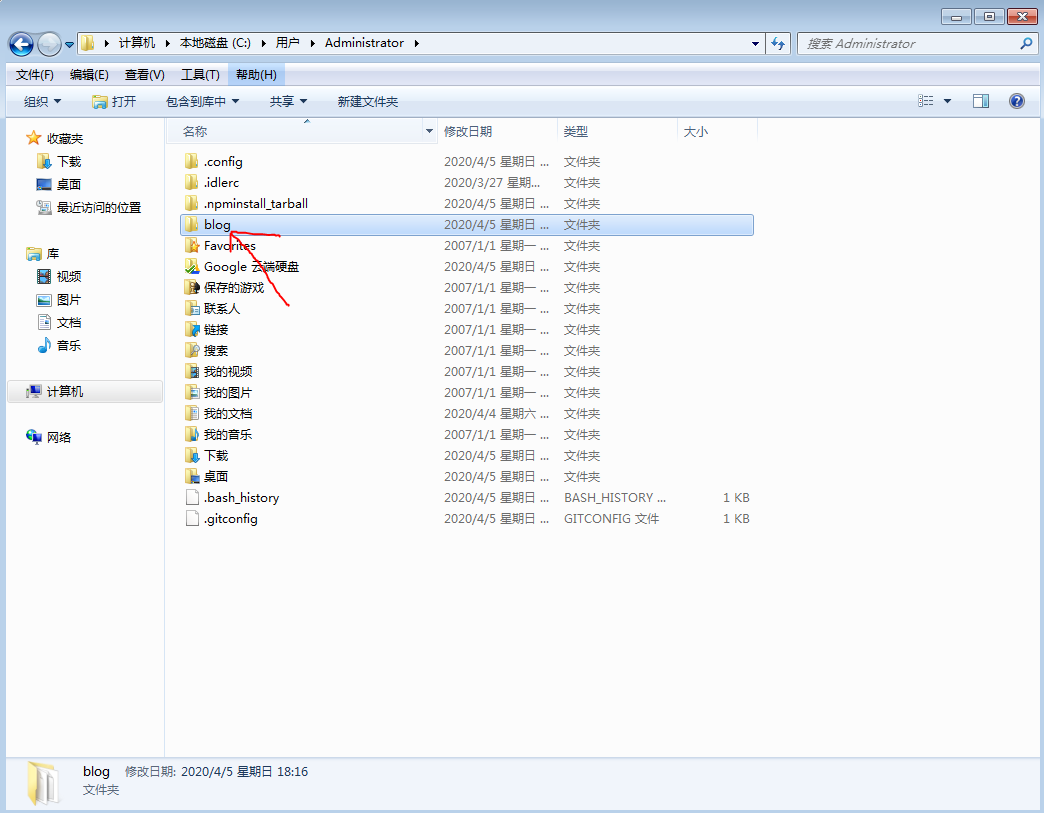 计算机 本地磁盘 (C:) 用户 Administrator 搜索 Administrator
文件(F) 编辑(E) 查看(V) 工具(T) 帮助(H)
组织 打开 包含到库中 共享 新建文件夹
收藏夹
下载
桌面
最近访问的位置
库
视频
图片
文档
音乐
计算机
网络
名称 修改日期 类型 大小
.config 2020/4/5 星期日 ... 文件夹
.idlerc 2020/3/27 星期... 文件夹
.npminstall_tarball 2020/4/5 星期日 ... 文件夹
blog 2020/4/5 星期日 ... 文件夹
Favorites 2007/1/1 星期一 ... 文件夹
Google 云端硬盘 2020/4/5 星期日 ... 文件夹
保存的游戏 2007/1/1 星期一 ... 文件夹
联系人 2007/1/1 星期一 ... 文件夹
链接 2007/1/1 星期一 ... 文件夹
搜索 2007/1/1 星期一 ... 文件夹
我的视频 2007/1/1 星期一 ... 文件夹
我的图片 2007/1/1 星期一 ... 文件夹
我的文档 2020/4/4 星期六 ... 文件夹
我的音乐 2007/1/1 星期一 ... 文件夹
下载 2020/4/5 星期日 ... 文件夹
桌面 2020/4/5 星期日 ... 文件夹
.bash_history 2020/4/5 星期日 ... BASH_HISTORY ... 1 KB
.gitconfig 2020/4/5 星期日 ... GITCONFIG 文件 1 KB
blog 修改日期: 2020/4/5 星期日 18:16
文件夹